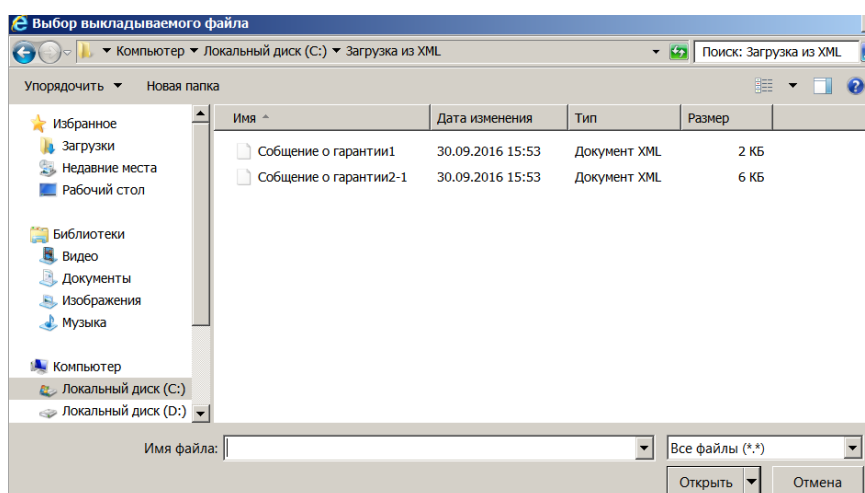 Выбор выкладываемого файла
Компьютер Локальный диск (C:) Загрузка из XML Поиск: Загрузка из XML
Упорядочить Новая папка
Избранное
Загрузки
Недавние места
Рабочий стол
Библиотеки
Видео
Документы
Изображения
Музыка
Компьютер
Локальный диск (C:)
Локальный диск (D:)
Имя Дата изменения Тип Размер
Собщение о гарантии1 30.09.2016 15:53 Документ XML 2 КБ
Собщение о гарантии2-1 30.09.2016 15:53 Документ XML 6 КБ
Имя файла: Все файлы (*.*)
Открыть Отмена